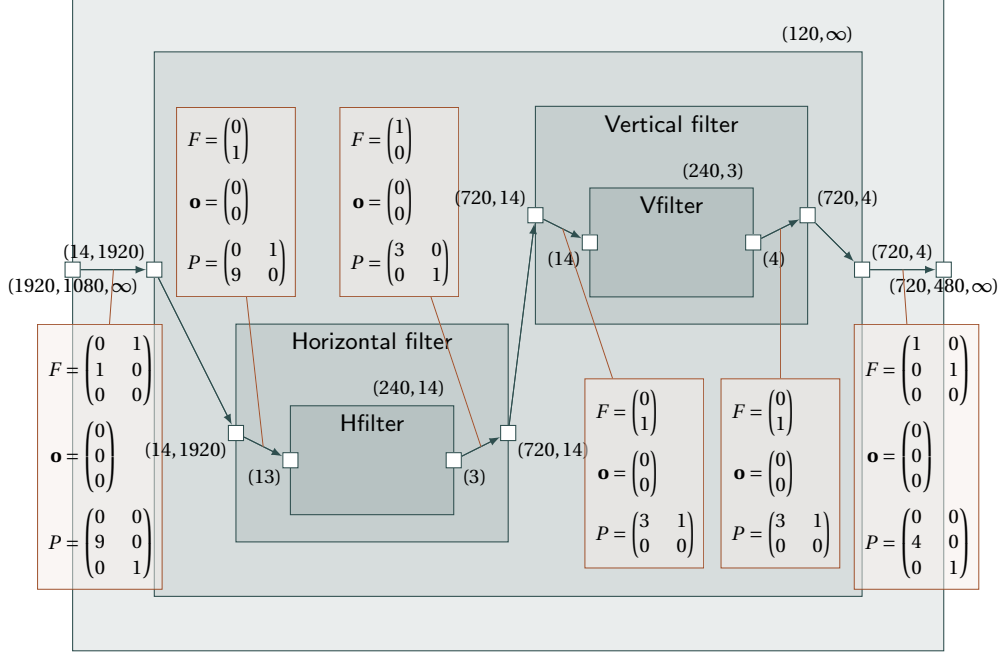 (120, ∞)
F = (0 1)
o = (0 0)
P = (0 1 9 0)
F = (1 0)
o = (0 0)
P = (3 0 0 1)
Vertical filter
(240, 3)
Vfilter
(720, 14)
(14)
(4)
(720, 4)
(14, 1920)
(1920, 1080, ∞)
(720, 4)
(720, 480, ∞)
F = (0 1 1 0 0 0)
o = (0 0 0)
P = (0 0 9 0 0 1)
Horizontal filter
(240, 14)
Hfilter
(14, 1920)
(13)
(3)
(720, 14)
F = (0 1)
o = (0 0)
P = (3 1 0 0)
F = (0 1)
o = (0 0)
P = (3 1 0 0)
F = (1 0 0 1 0 0)
o = (0 0 0)
P = (0 0 4 0 0 1)